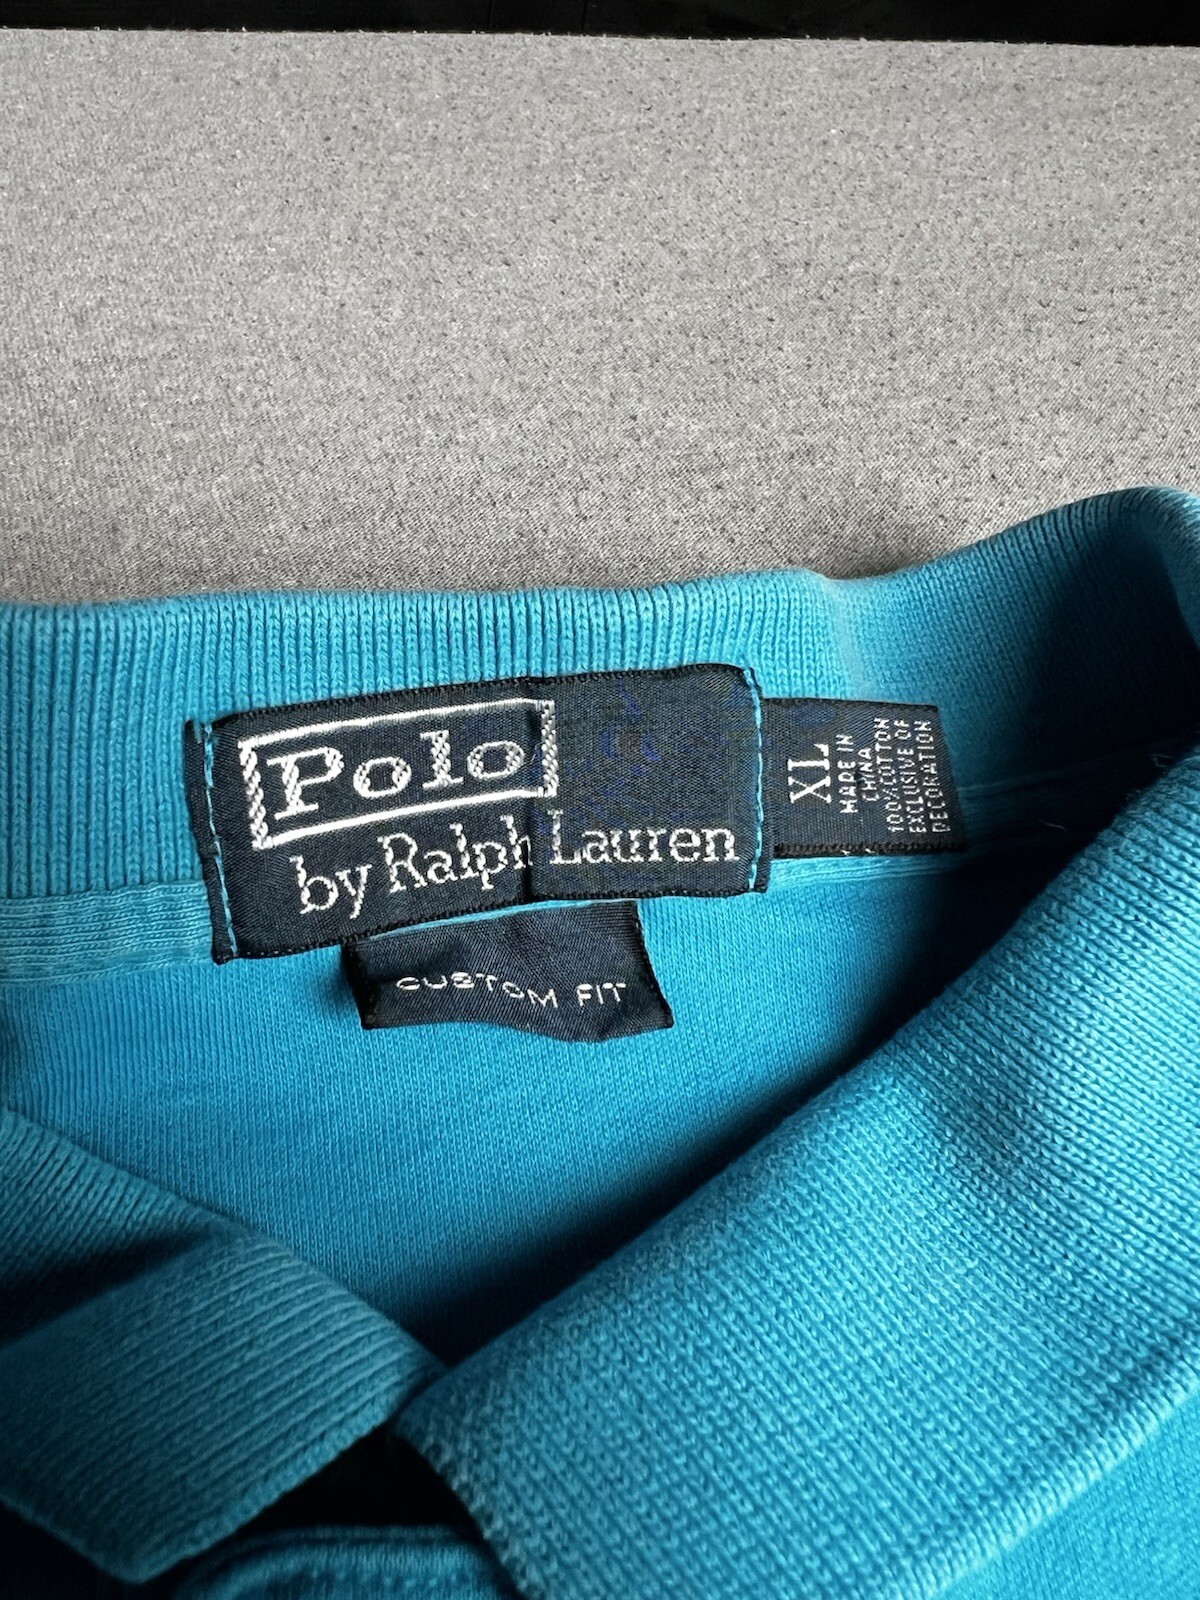 Polo
by Ralph Lauren
XL
MADE IN
CHINA
100%COTTON
EXCLUSIVE OF
DECORATION
CUSTOM FIT